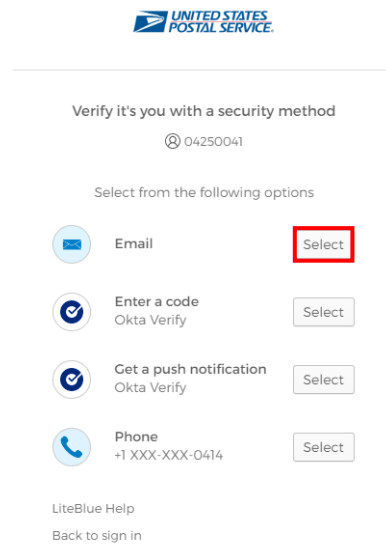 UNITED STATES
POSTAL SERVICE.
Verify it's you with a security method
04250041
Select from the following options
Email
Select
Enter a code
Okta Verify
Select
Get a push notification
Okta Verify
Select
Phone
+1 XXX-XXX-0414
Select
LiteBlue Help
Back to sign in